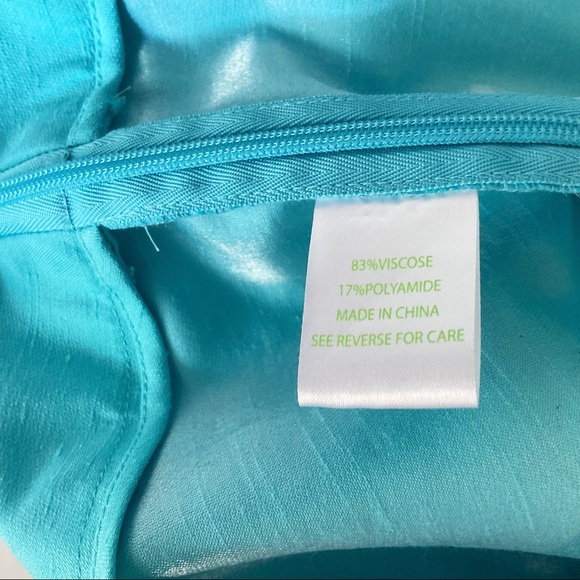 83%VISCOSE
17%POLYAMIDE
MADE IN CHINA
SEE REVERSE FOR CARE